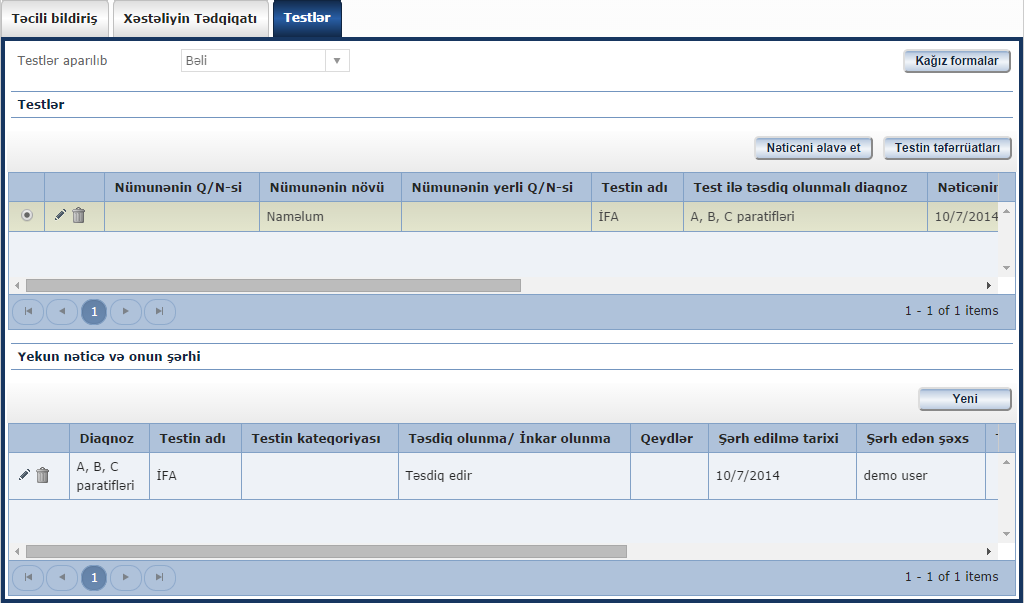 Təcili bildiriş Xəstəliyin Tədqiqatı Testlər
Testlər aparılıb Bəli Kağız formalar
Testlər
Nəticəni əlavə et Testin təfərrüatları
Nümunənin Q/N-si Nümunənin növü Nümunənin yerli Q/N-si Testin adı Test ilə təsdiq olunmalı diaqnoz Nəticənin
Naməlum İFA A, B, C paratifləri 10/7/2014
1 1 - 1 of 1 items
Yekun nəticə və onun şərhi
Yeni
Diaqnoz Testin adı Testin kateqoriyası Təsdiq olunma/ İnkar olunma Qeydlər Şərh edilmə tarixi Şərh edən şəxs
A, B, C
paratifləri İFA Təsdiq edir 10/7/2014 demo user
1 1 - 1 of 1 items